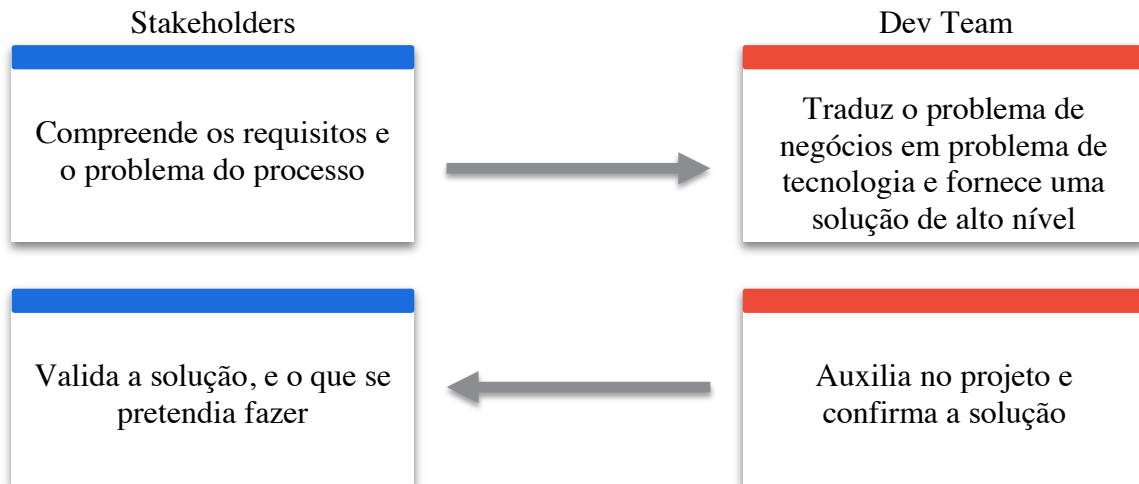 Stakeholders
Dev Team
Compreende os requisitos e
o problema do processo
Traduz o problema de
negócios em problema de
tecnologia e fornece uma
solução de alto nível
Valida a solução, e o que se
pretendia fazer
Auxilia no projeto e
confirma a solução